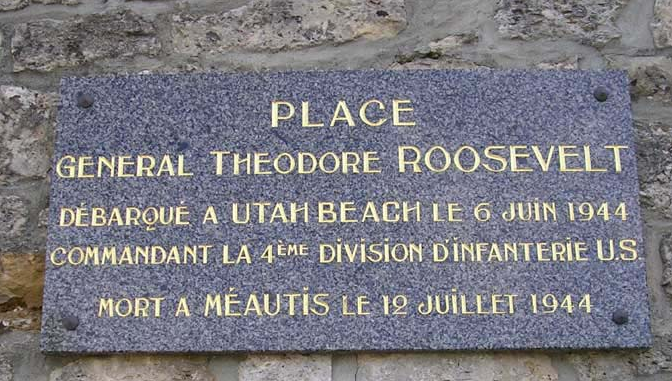 PLACE
GENERAL THEODORE ROOSEVELT
DÉBARQUÉ A UTAH BEACH LE 6 JUIN 1944
COMMANDANT LA 4ÈME DIVISION D'INFANTERIE U.S.
MORT A MÉAUTIS LE 12 JUILLET 1944